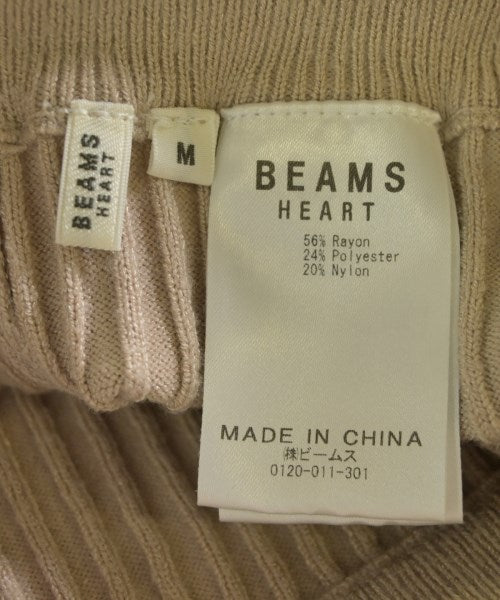 BEAMS
HEART
M
BEAMS
HEART
56% Rayon
24% Polyester
20% Nylon
MADE IN CHINA
㈱ビームス
0120-011-301